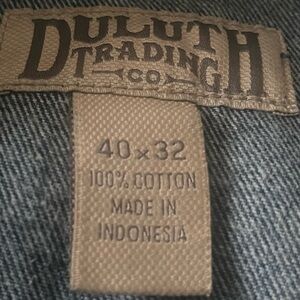 DULUTH
TRADING
CO
40 x 32
100% COTTON
MADE IN
INDONESIA